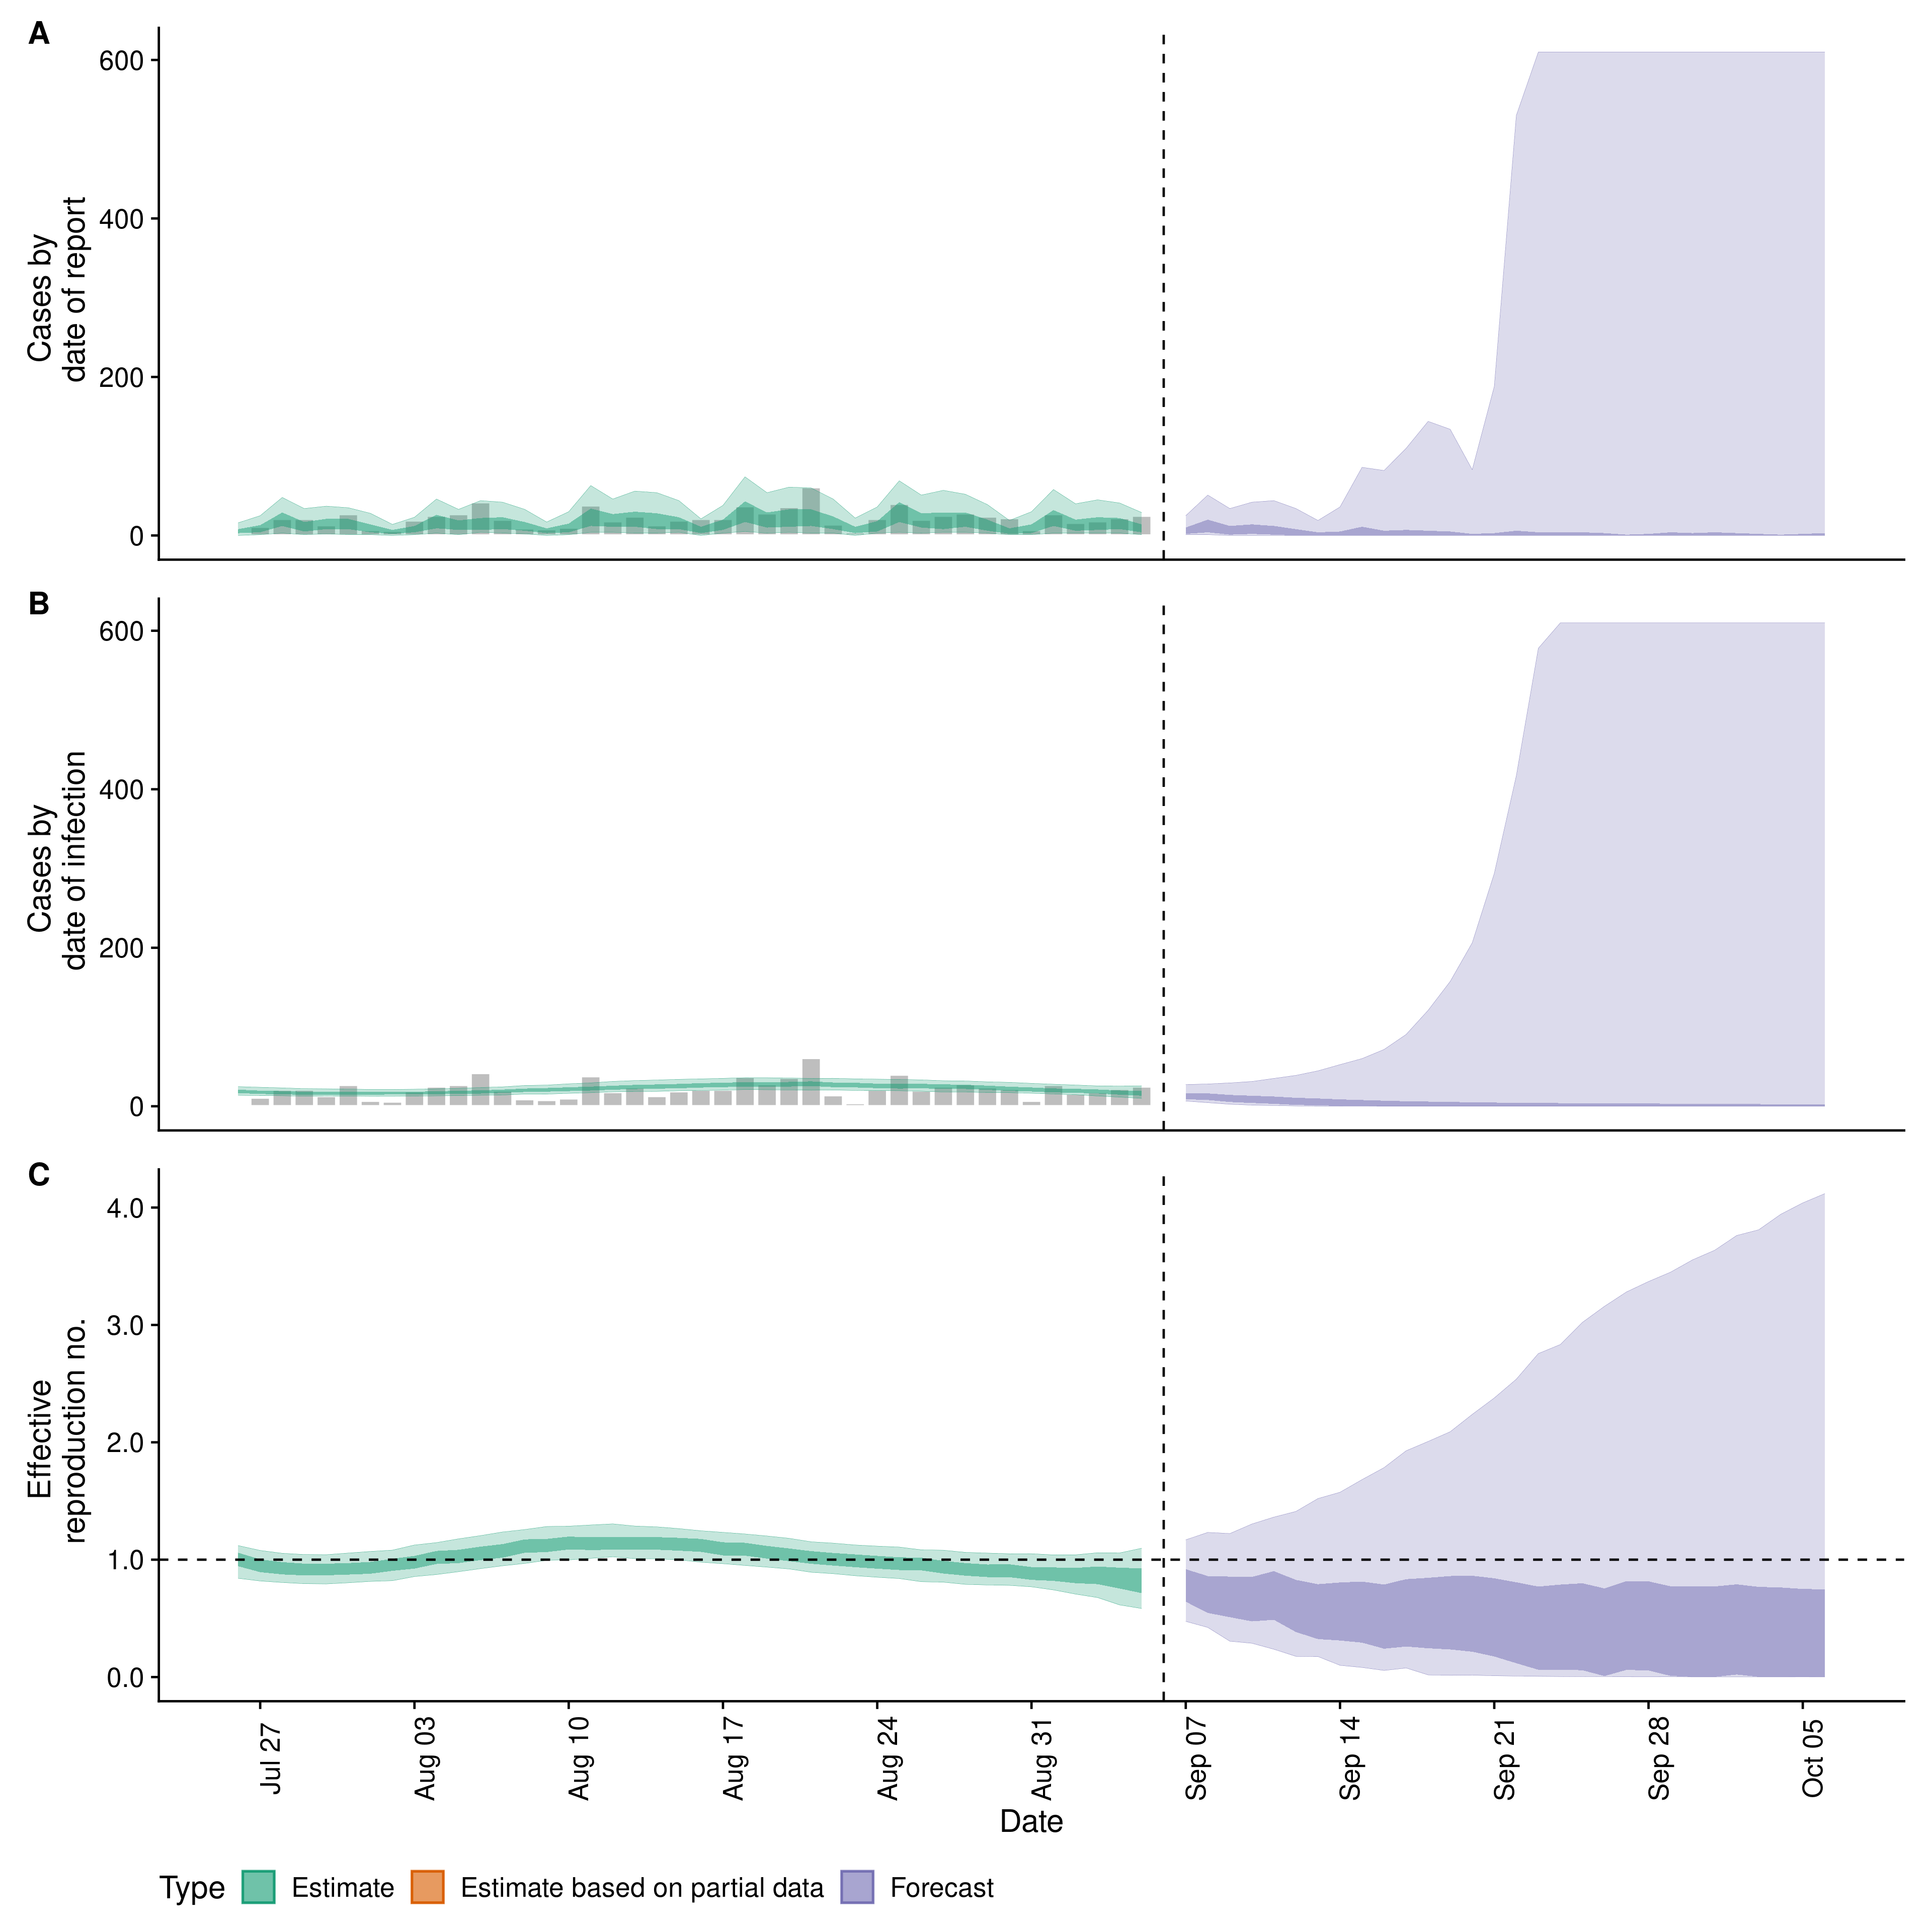 A
600
400
200
0
Cases by
date of report
B
600
400
200
0
Cases by
date of infection
C
4.0
3.0
2.0
1.0
0.0
Effective
reproduction no.
Jul 27
Aug 03
Aug 10
Aug 17
Aug 24
Aug 31
Sep 07
Sep 14
Sep 21
Sep 28
Oct 05
Date
Type Estimate Estimate based on partial data Forecast